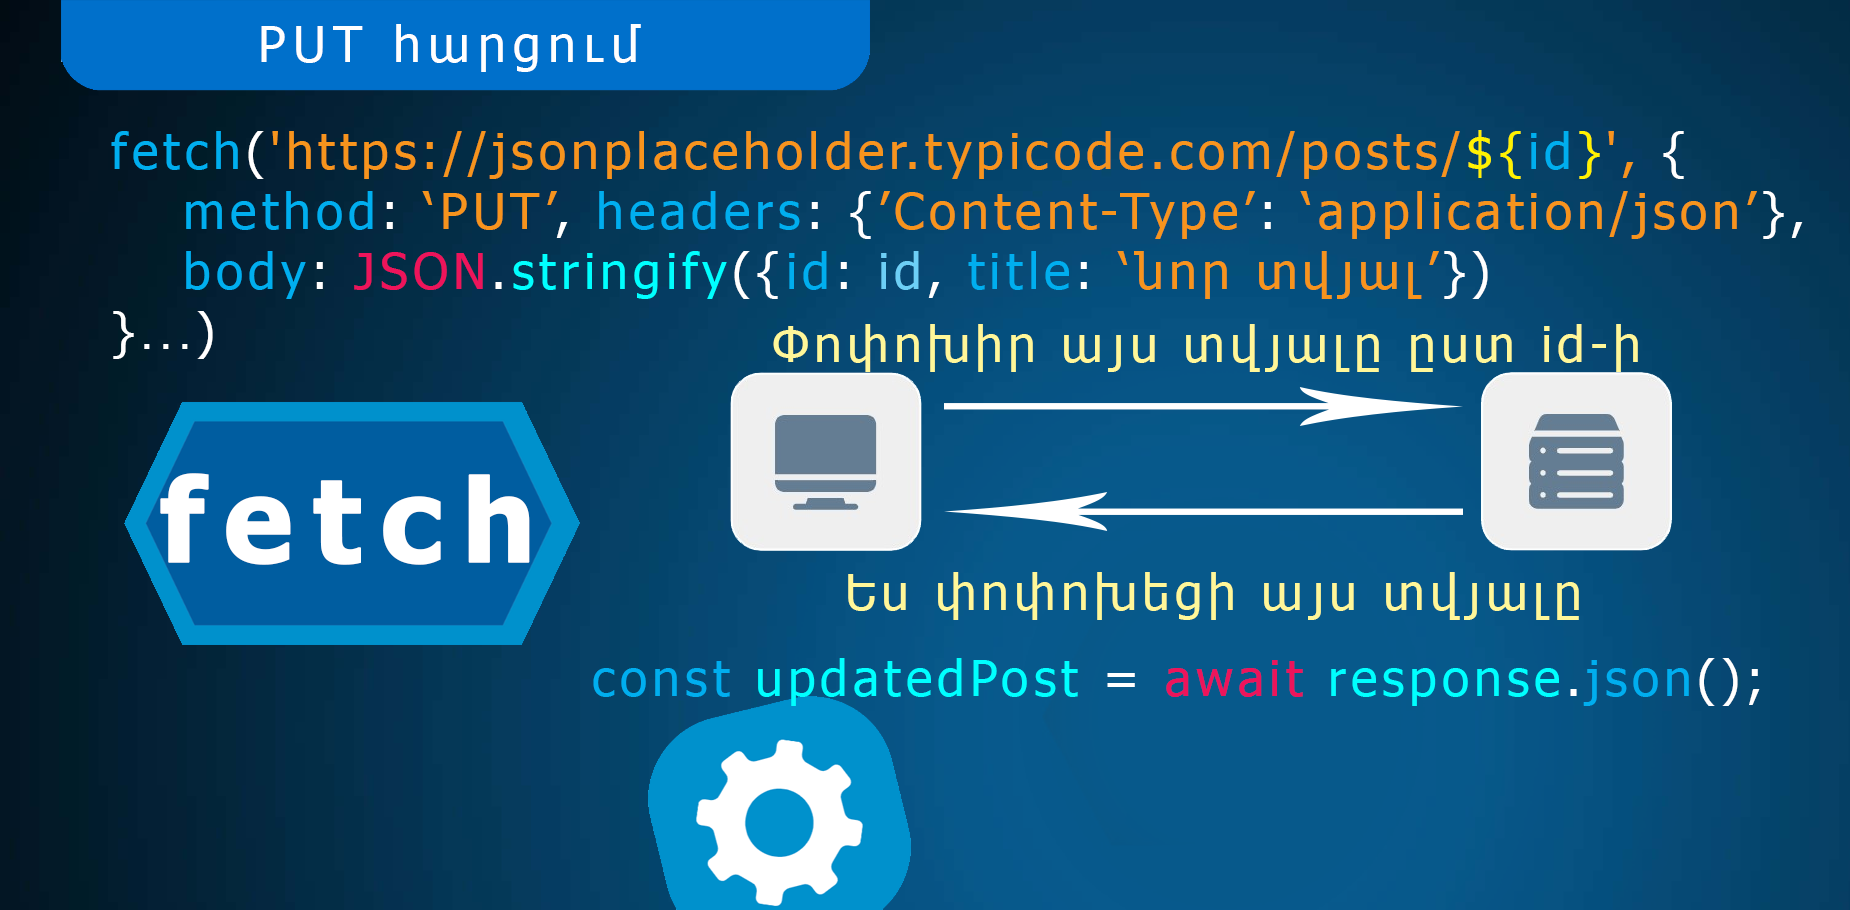 PUT հարցում
fetch('https://jsonplaceholder.typicode.com/posts/${id}', {
method: ‘PUT’, headers: {’Content-Type’: ‘application/json’},
body: JSON.stringify({id: id, title: ‘նոր տվյալ’})
}...)
Փոփոխիր այս տվյալը ըստ id-ի
fetch
Ես փոփոխեցի այս տվյալը
const updatedPost = await response.json();